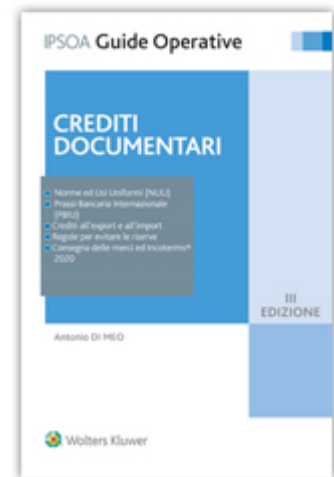 IPSOA Guide Operative
CREDITI
DOCUMENTARI
Norme ed Usi Uniformi (NUU)
Prassi Bancaria Internazionale
(PBIU)
Crediti all'export e all'import
Regole per evitare le riserve
Consegna delle merci ed Incoterms®
2020
III
EDIZIONE
Antonio DI MEO
Wolters Kluwer